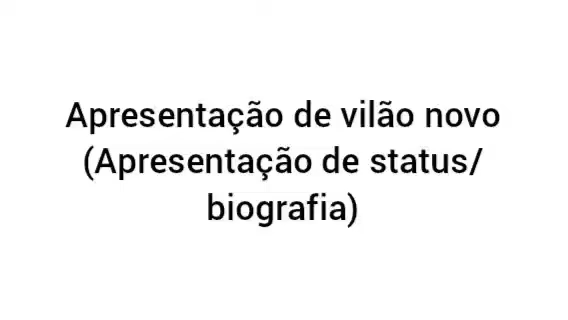 Apresentação de vilão novo
(Apresentação de status/
biografia)